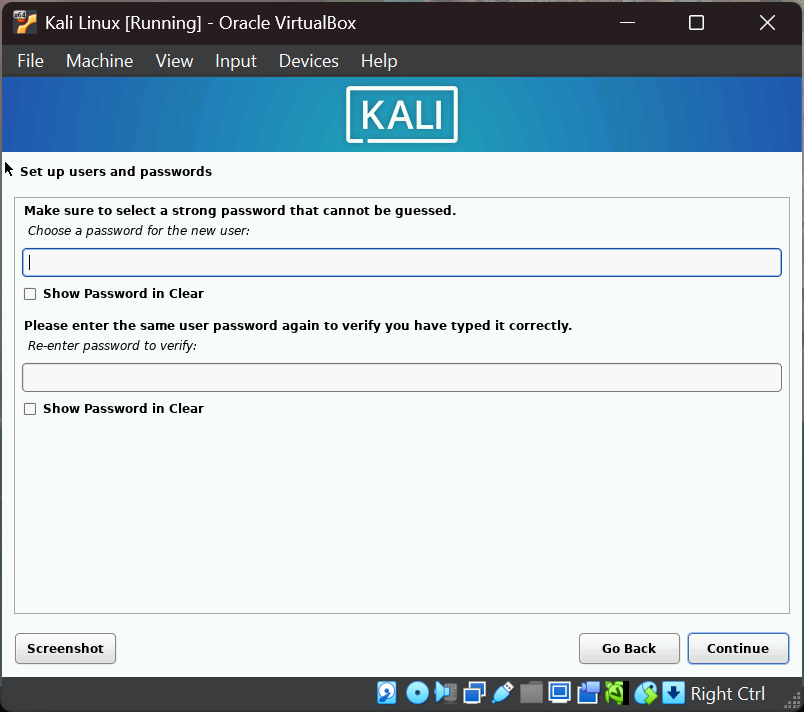 Kali Linux [Running] - Oracle VirtualBox
File Machine View Input Devices Help
KALI
Set up users and passwords
Make sure to select a strong password that cannot be guessed.
Choose a password for the new user:
Show Password in Clear
Please enter the same user password again to verify you have typed it correctly.
Re-enter password to verify:
Show Password in Clear
Screenshot Go Back Continue
Right Ctrl